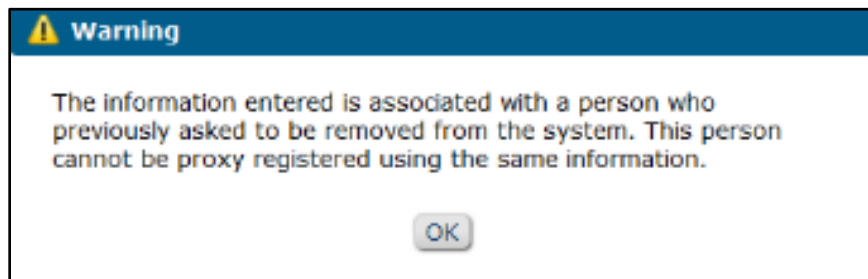 Warning
The information entered is associated with a person who
previously asked to be removed from the system. This person
cannot be proxy registered using the same information.
OK